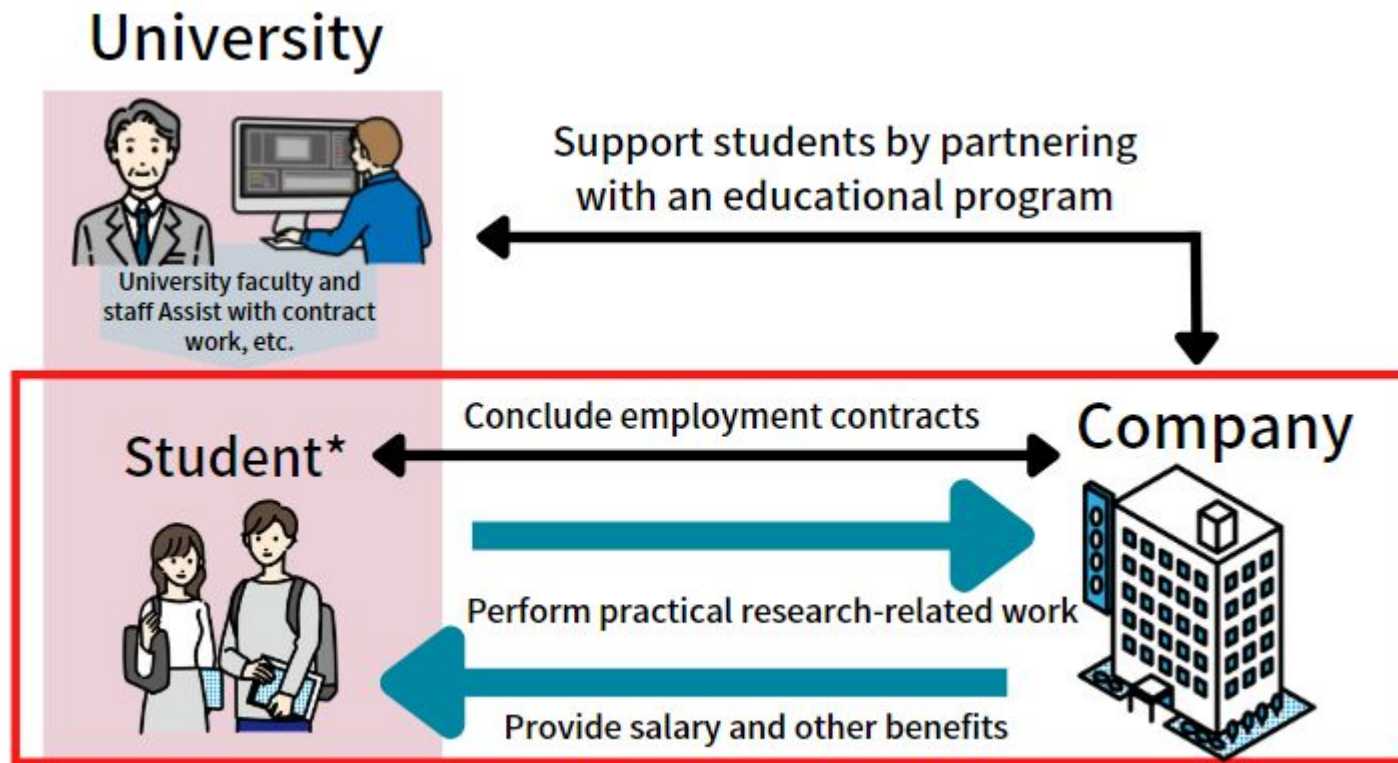 University
Support students by partnering
with an educational program
University faculty and
staff Assist with contract
work, etc.
Conclude employment contracts
Student*
Company
Perform practical research-related work
Provide salary and other benefits